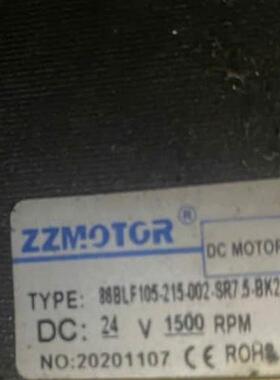 ZZMOTOR®
DC MOTOR
TYPE: 86BLF105-215-002-SR7.5-BK2
DC: 24 V 1500 RPM
NO:20201107 CE ROHS